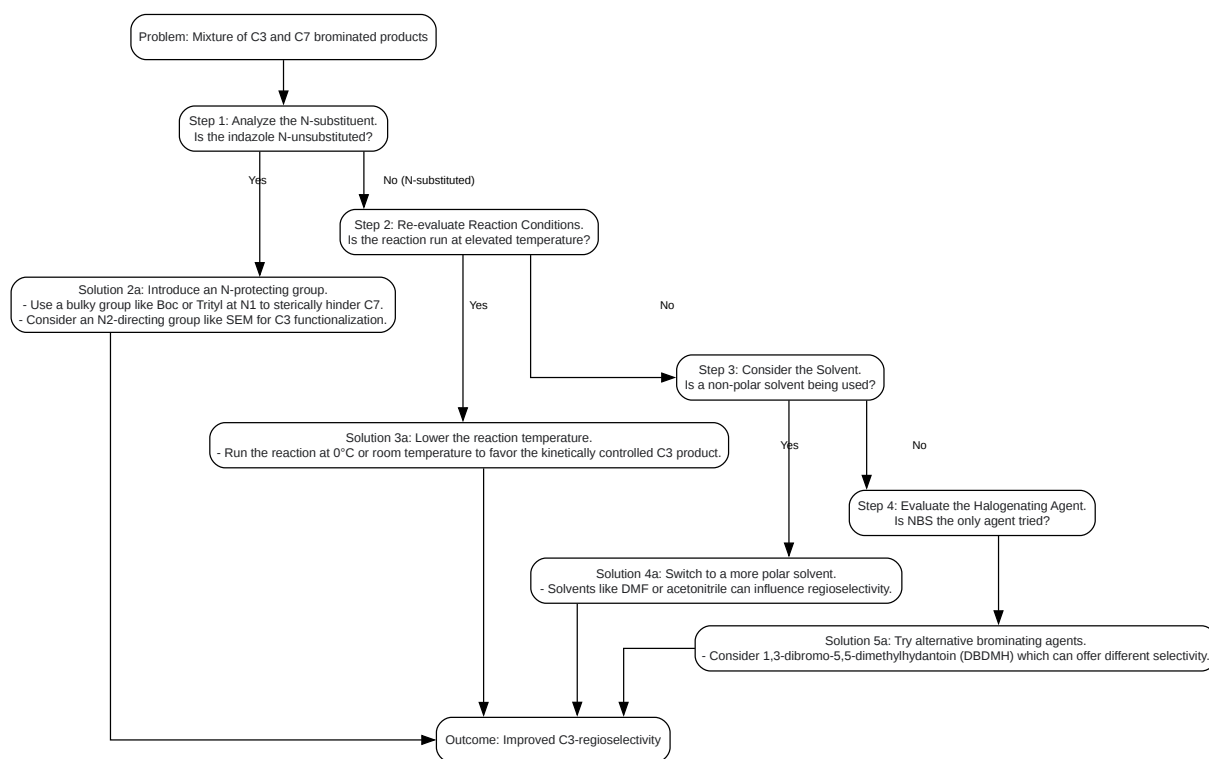 Problem: Mixture of C3 and C7 brominated products
Step 1: Analyze the N-substituent.
Is the indazole N-unsubstituted?
Yes
No (N-substituted)
Step 2: Re-evaluate Reaction Conditions.
Is the reaction run at elevated temperature?
Solution 2a: Introduce an N-protecting group.
- Use a bulky group like Boc or Trityl at N1 to sterically hinder C7.
- Consider an N2-directing group like SEM for C3 functionalization.
Yes
No
Step 3: Consider the Solvent.
Is a non-polar solvent being used?
Solution 3a: Lower the reaction temperature.
- Run the reaction at 0°C or room temperature to favor the kinetically controlled C3 product.
Yes
No
Step 4: Evaluate the Halogenating Agent.
Is NBS the only agent tried?
Solution 4a: Switch to a more polar solvent.
- Solvents like DMF or acetonitrile can influence regioselectivity.
Solution 5a: Try alternative brominating agents.
- Consider 1,3-dibromo-5,5-dimethylhydantoin (DBDMH) which can offer different selectivity.
Outcome: Improved C3-regioselectivity